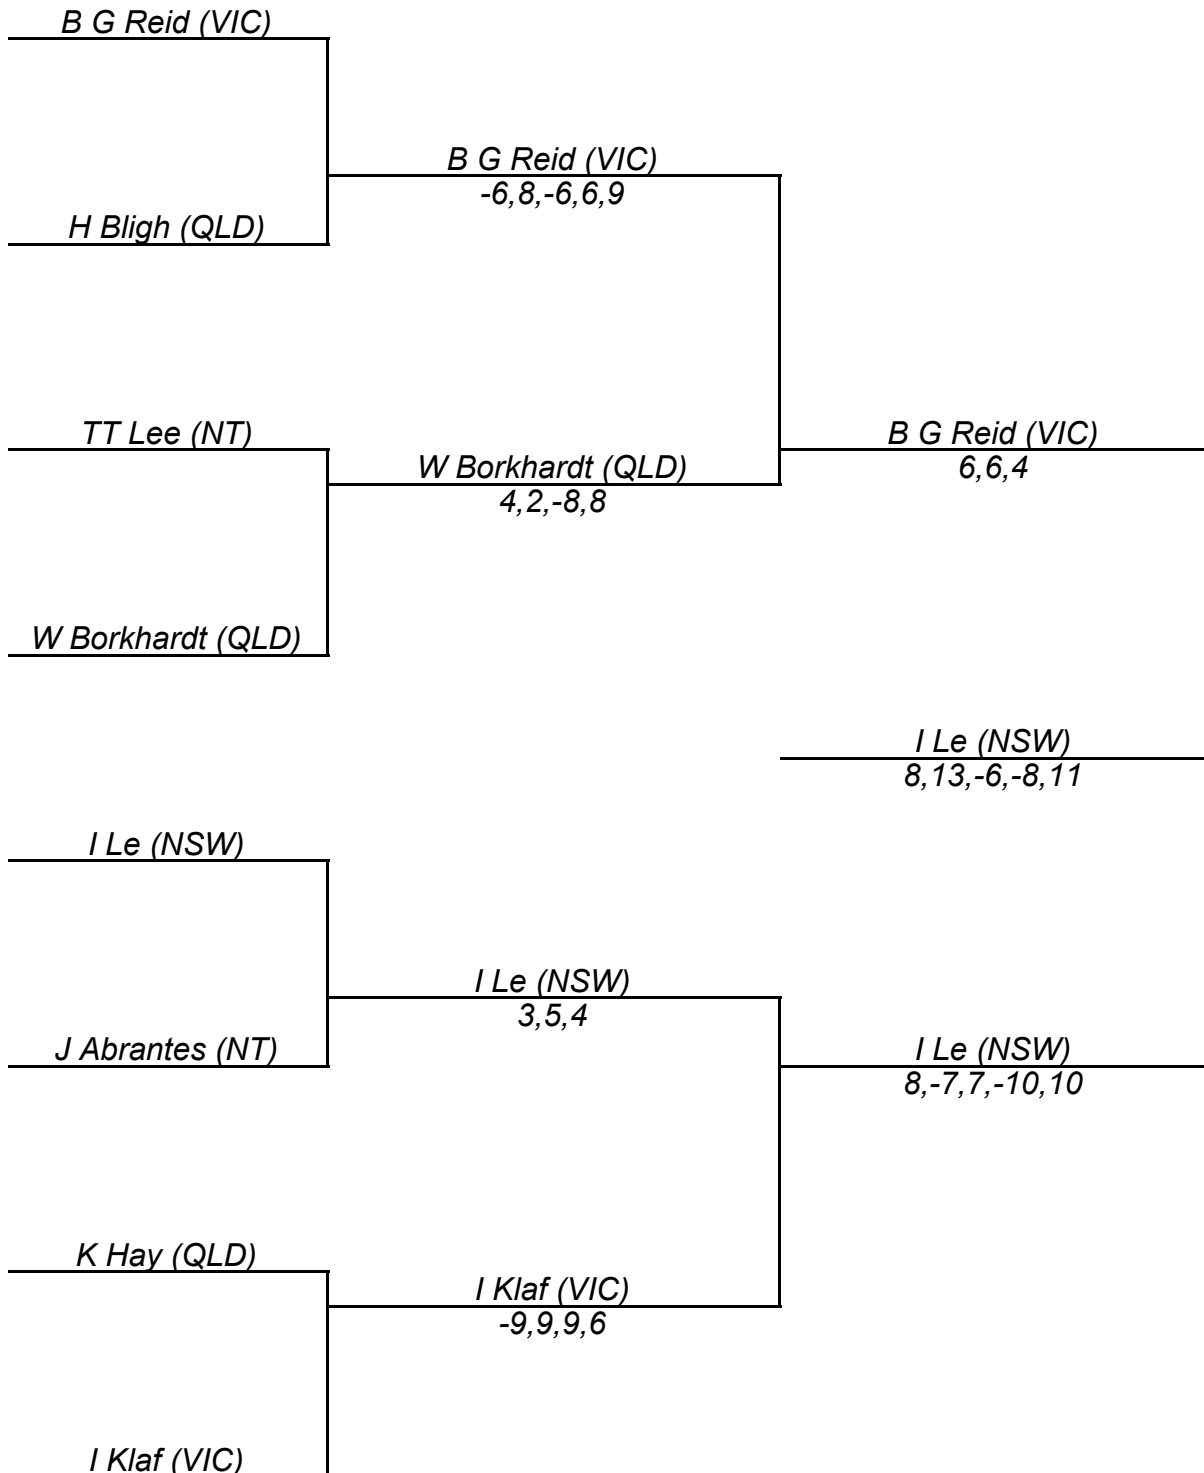 B G Reid (VIC)
B G Reid (VIC)
-6,8,-6,6,9
H Bligh (QLD)
TT Lee (NT)
B G Reid (VIC)
6,6,4
W Borkhardt (QLD)
4,2,-8,8
W Borkhardt (QLD)
I Le (NSW)
8,13,-6,-8,11
I Le (NSW)
I Le (NSW)
3,5,4
J Abrantes (NT)
I Le (NSW)
8,-7,7,-10,10
K Hay (QLD)
I Klaf (VIC)
-9,9,9,6
I Klaf (VIC)